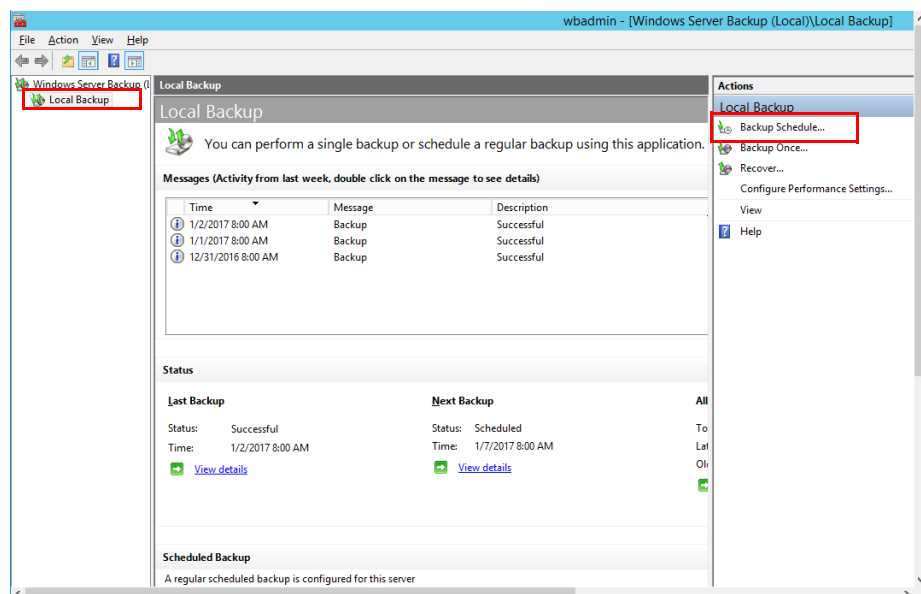 wbadmin - [Windows Server Backup (Local)\Local Backup]
File Action View Help
Windows Server Backup (L
Local Backup
Local Backup
Local Backup
You can perform a single backup or schedule a regular backup using this application.
Messages (Activity from last week, double click on the message to see details)
Time Message Description
1/2/2017 8:00 AM Backup Successful
1/1/2017 8:00 AM Backup Successful
12/31/2016 8:00 AM Backup Successful
Status
Last Backup Next Backup All
Status: Successful Status: Scheduled To
Time: 1/2/2017 8:00 AM Time: 1/7/2017 8:00 AM Lat
View details View details Old
Scheduled Backup
A regular scheduled backup is configured for this server
Actions
Local Backup
Backup Schedule...
Backup Once...
Recover...
Configure Performance Settings...
View
Help